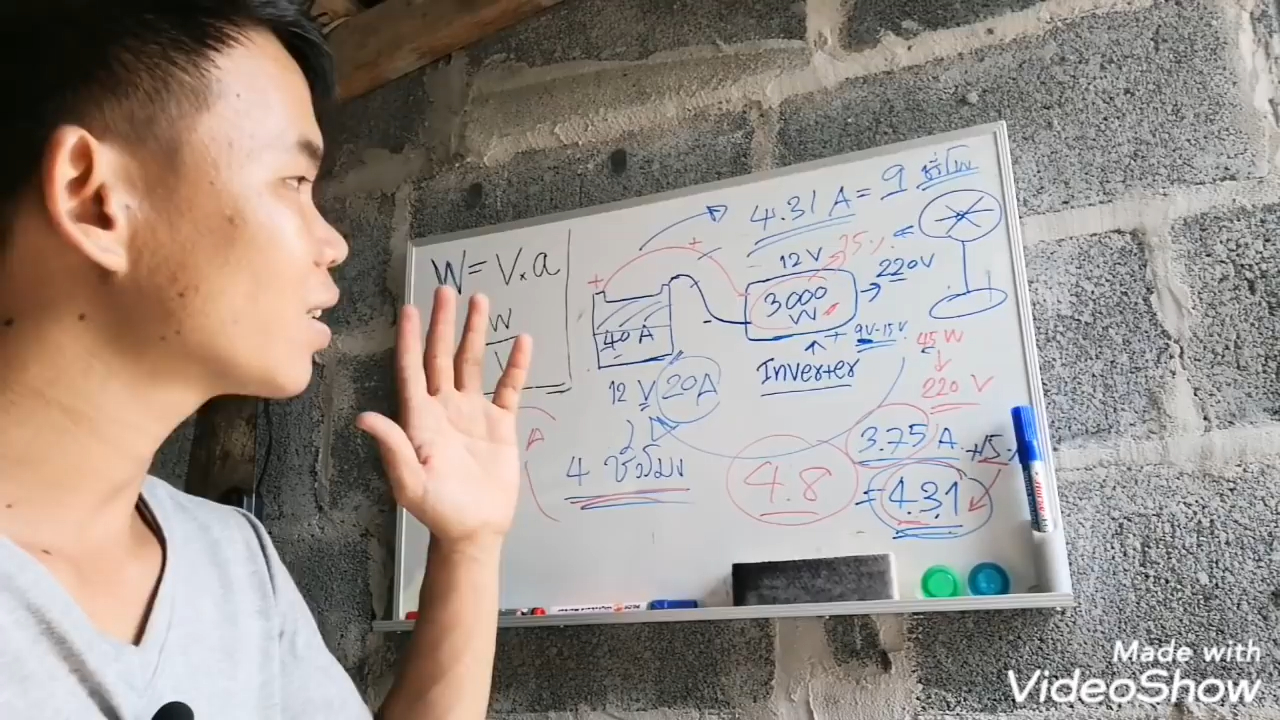 4.31 A = 9 ชั่วโมง
W = V x a
W
V
12 V
35%
220V
3000
W
40 A
+ 9V-15V
Inverter
45 W
220 V
12 V 20A
3.75 A +15%
A
4 ชั่วโมง
4.8
= 4.31
Made with
VideoShow